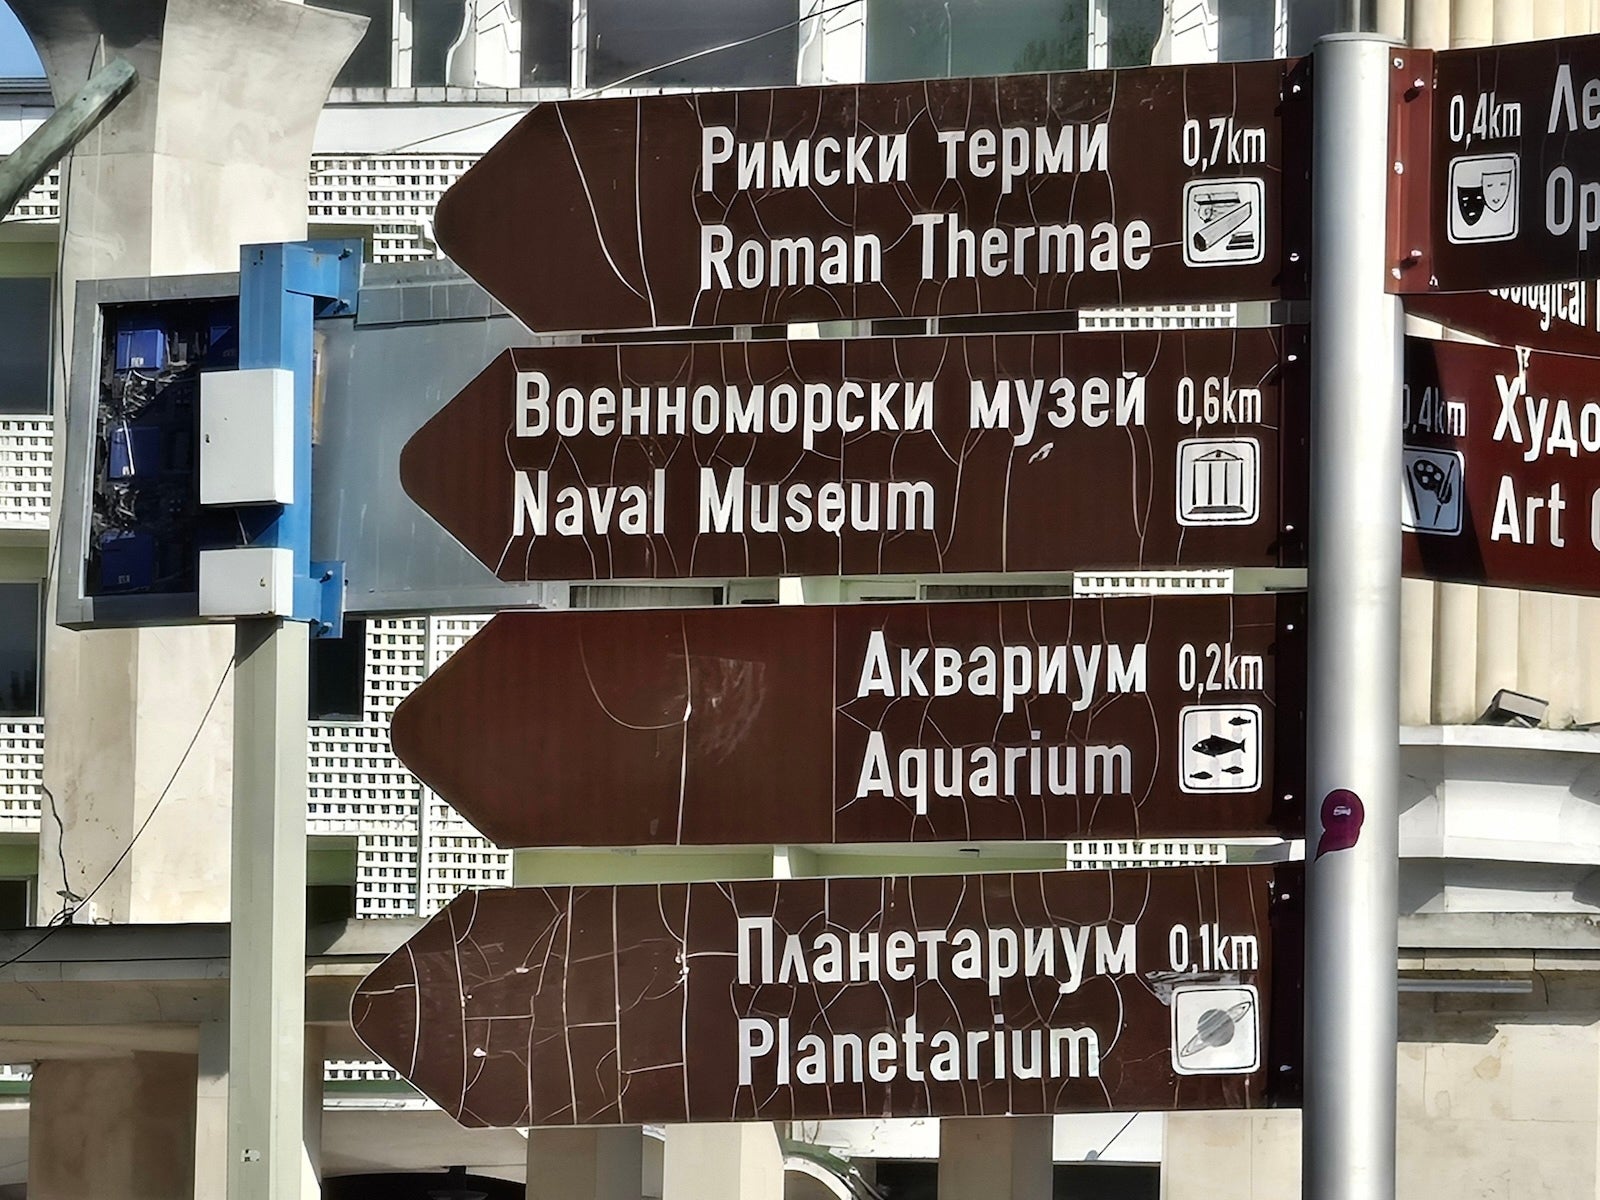 Римски терми 0,7km
Roman Thermae
Военноморски музей 0,6km
Naval Museum
Аквариум 0,2km
Aquarium
Планетариум 0,1km
Planetarium
0,4km
0,4km
Art